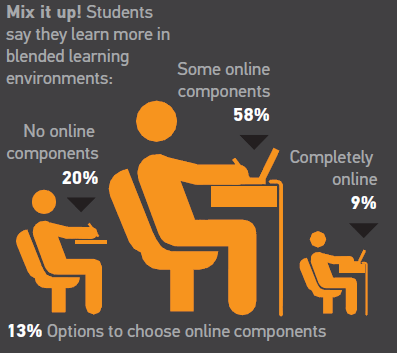 Mix it up! Students
say they learn more in
blended learning
environments:
Some online
components
58%
No online
components
20%
Completely
online
9%
13% Options to choose online components